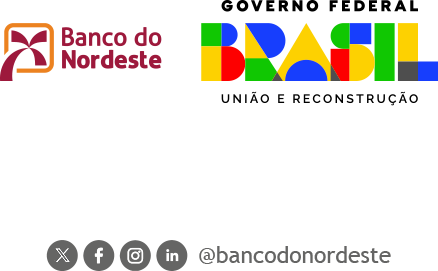 Banco do
Nordeste
GOVERNO FEDERAL
BRASIL
UNIÃO E RECONSTRUÇÃO
@bancodonordeste